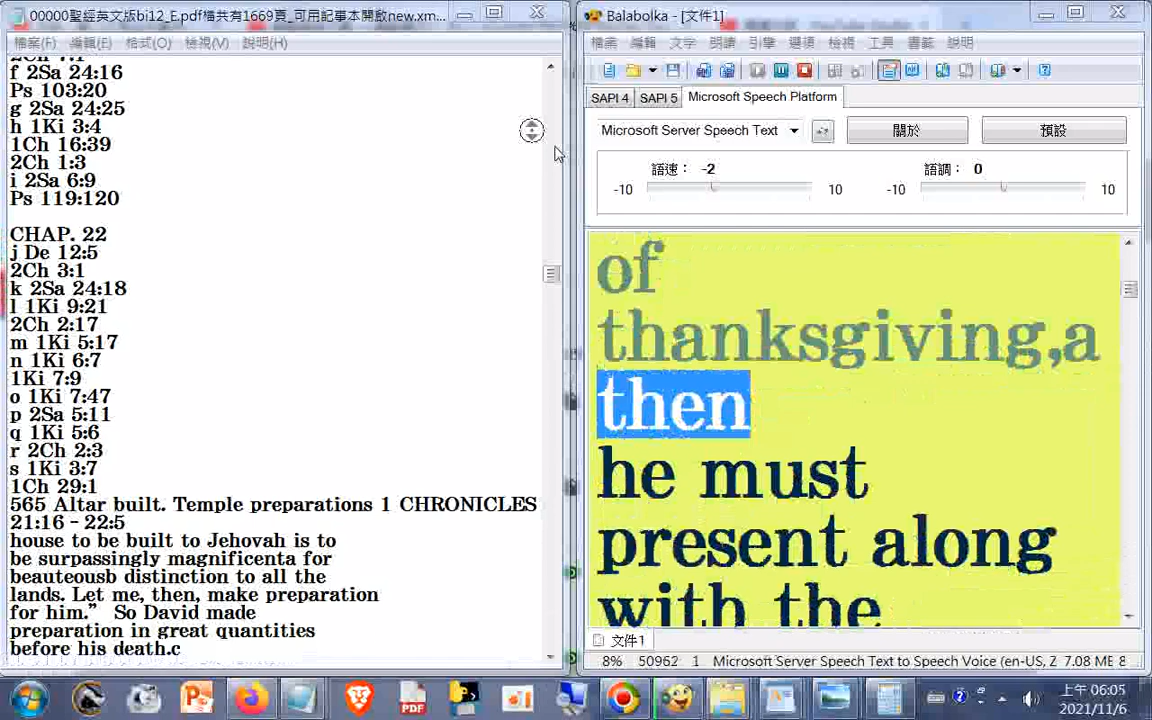 00000聖經英文版bi12_E.pdf檔共有1669頁_可用記事本開啟new.xm...
檔案(F) 編輯(E) 格式(O) 檢視(V) 說明(H)
f 2Sa 24:16
Ps 103:20
g 2Sa 24:25
h 1Ki 3:4
1Ch 16:39
2Ch 1:3
i 2Sa 6:9
Ps 119:120
CHAP. 22
j De 12:5
2Ch 3:1
k 2Sa 24:18
l 1Ki 9:21
2Ch 2:17
m 1Ki 5:17
n 1Ki 6:7
1Ki 7:9
o 1Ki 7:47
p 2Sa 5:11
q 1Ki 5:6
r 2Ch 2:3
s 1Ki 3:7
1Ch 29:1
565 Altar built. Temple preparations 1 CHRONICLES
21:16 – 22:5
house to be built to Jehovah is to
be surpassingly magnificenta for
beauteousb distinction to all the
lands. Let me, then, make preparation
for him.” So David made
preparation in great quantities
before his death.c
Balabolka - [文件1]
檔案 編輯 文字 朗讀 引擎 選項 檢視 工具 書籤 說明
SAPI 4 SAPI 5 Microsoft Speech Platform
Microsoft Server Speech Text 關於 預設
語速： -2 語調： 0
-10 10 -10 10
of
thanksgiving,a
then
he must
present along
with the
文件1
8% 50962 1 Microsoft Server Speech Text to Speech Voice (en-US, Z 7.08 MB 8
PDF
上午 06:05
2021/11/6